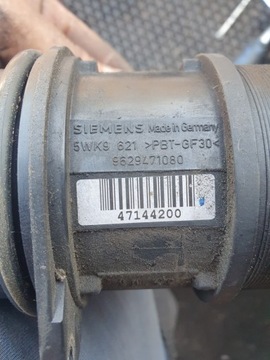 SIEMENS Made in Germany
5WK9 621 >PBT-GF30<
9629471080
47144200